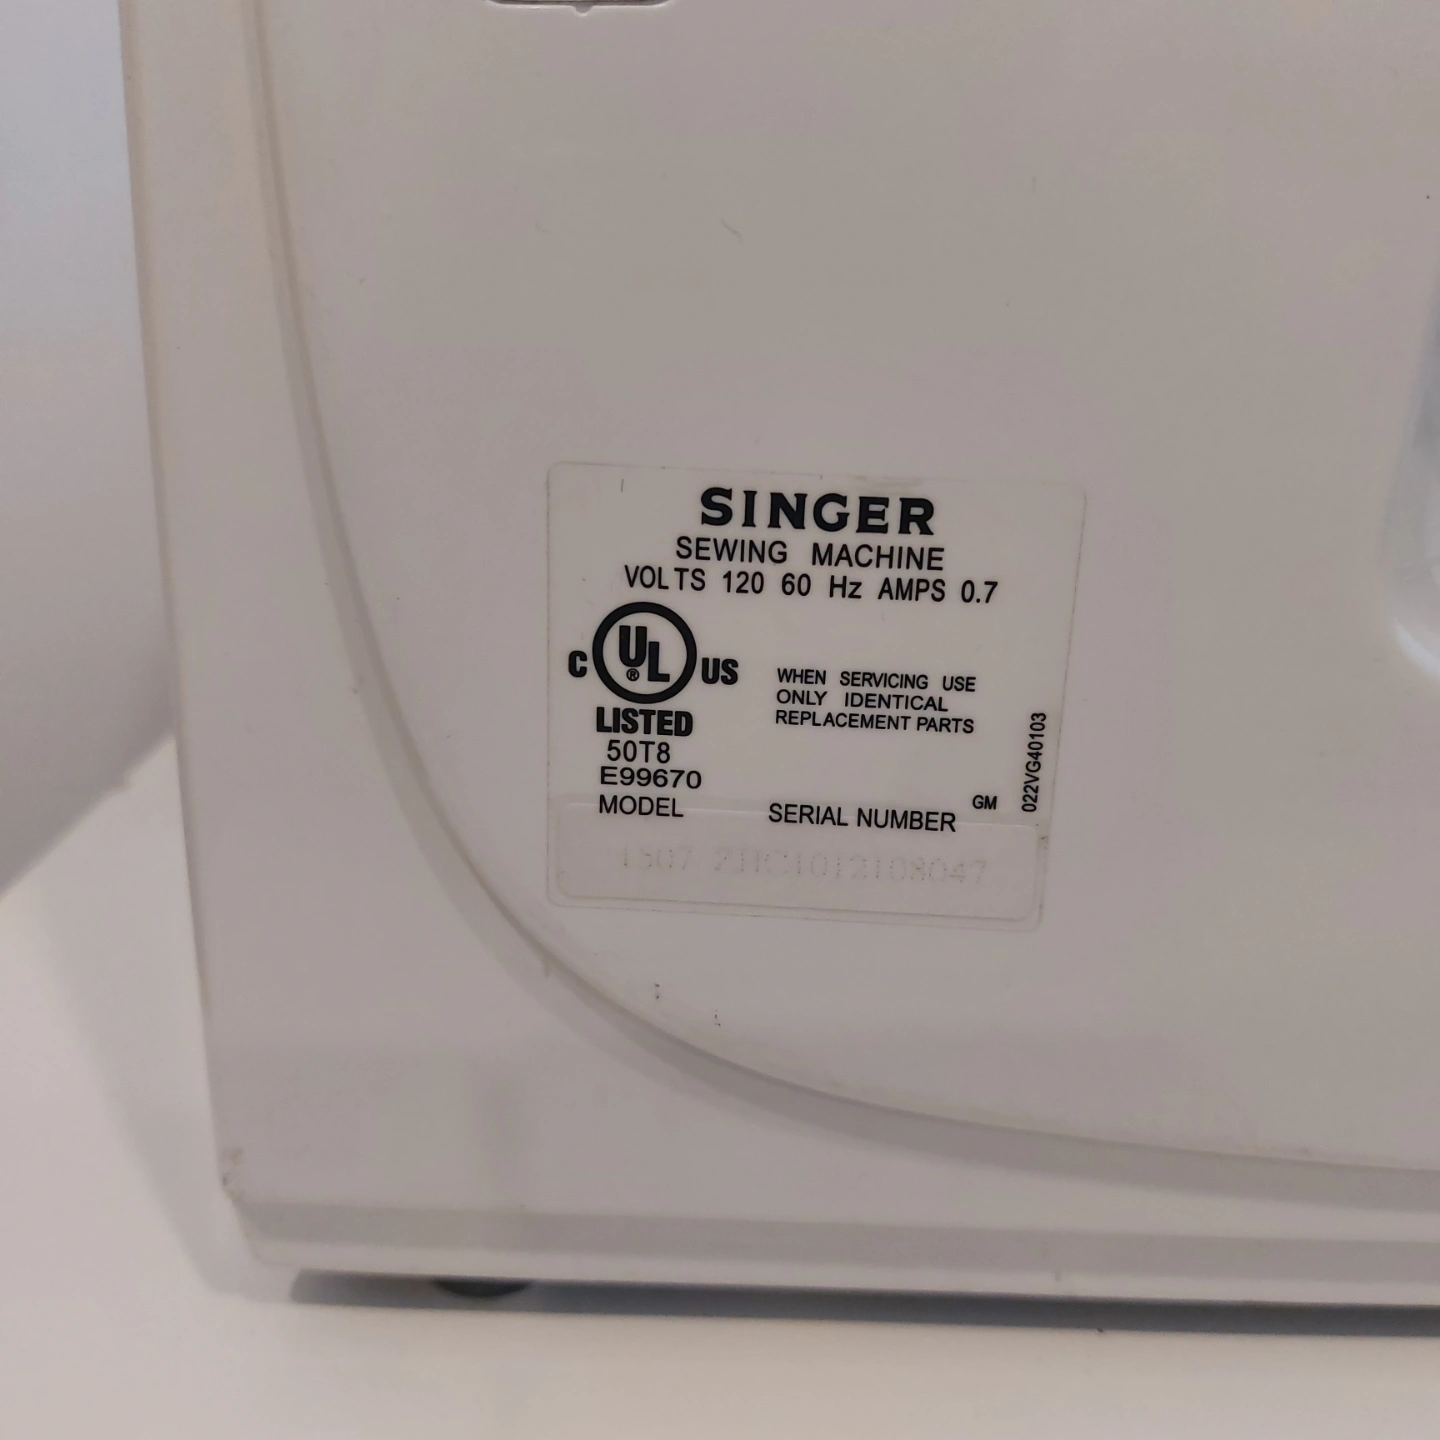 SINGER
SEWING MACHINE
VOLTS 120 60 Hz AMPS 0.7
C UL ® US
LISTED
50T8
E99670
WHEN SERVICING USE
ONLY IDENTICAL
REPLACEMENT PARTS
022VG40103
GM
MODEL SERIAL NUMBER
1507